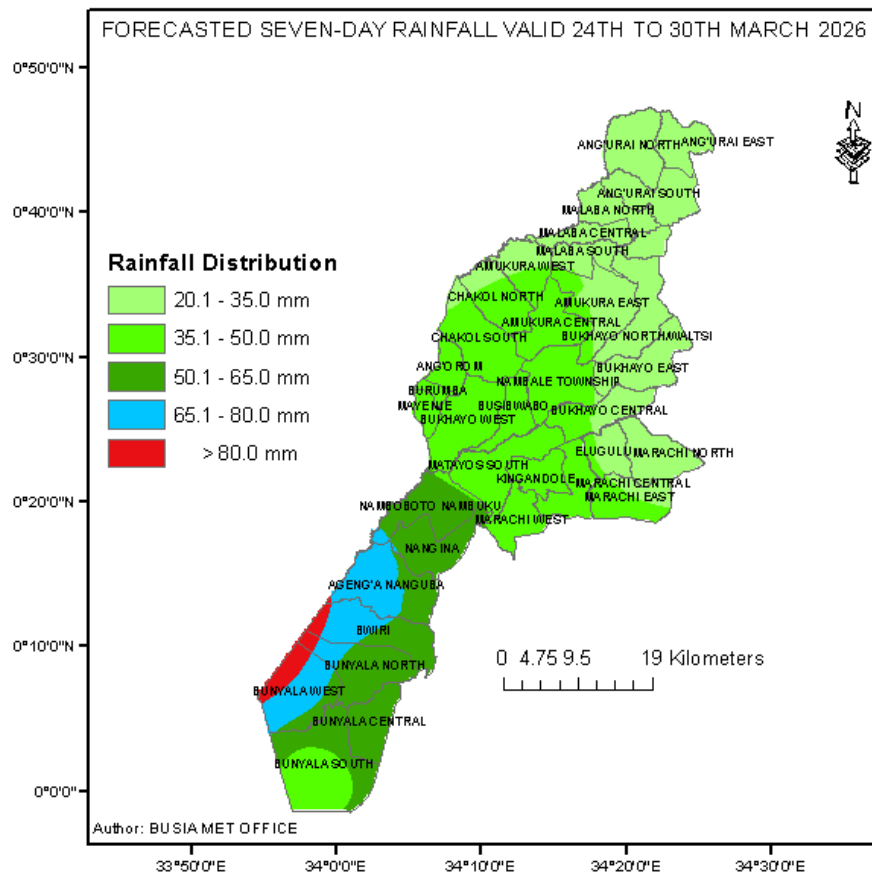 FORECASTED SEVEN-DAY RAINFALL VALID 24TH TO 30TH MARCH 2026
0°50'0"N
N
ANG'URAI NORTH
ANG'URAI EAST
ANG'URAI SOUTH
0°40'0"N
MALABA NORTH
MALABA CENTRAL
MALABA SOUTH
Rainfall Distribution
20.1 - 35.0 mm
35.1 - 50.0 mm
50.1 - 65.0 mm
65.1 - 80.0 mm
> 80.0 mm
AMUKURA WEST
CHAKOL NORTH
AMUKURA EAST
AMUKURA CENTRAL
CHAKOL SOUTH
BUKHAYO NORTH/WALTSI
0°30'0"N
ANG'OROM
BUKHAYO EAST
NAMBALE TOWNSHIP
BURUMBA
MAYENJE
BUSIBWABO
BUKHAYO CENTRAL
BUKHAYO WEST
ELUGULU
MARACHI NORTH
MATAYOS SOUTH
KINGANDOLE
MARACHI CENTRAL
MARACHI EAST
0°20'0"N
NAMBOBOTO NAMBUKU
MARACHI WEST
NANGINA
AGENG'A NANGUBA
BWIRI
0°10'0"N
BUNYALA NORTH
0 4.75 9.5 19 Kilometers
BUNYALA WEST
BUNYALA CENTRAL
BUNYALA SOUTH
0°0'0"
Author: BUSIA MET OFFICE
33°50'0"E 34°0'0"E 34°10'0"E 34°20'0"E 34°30'0"E